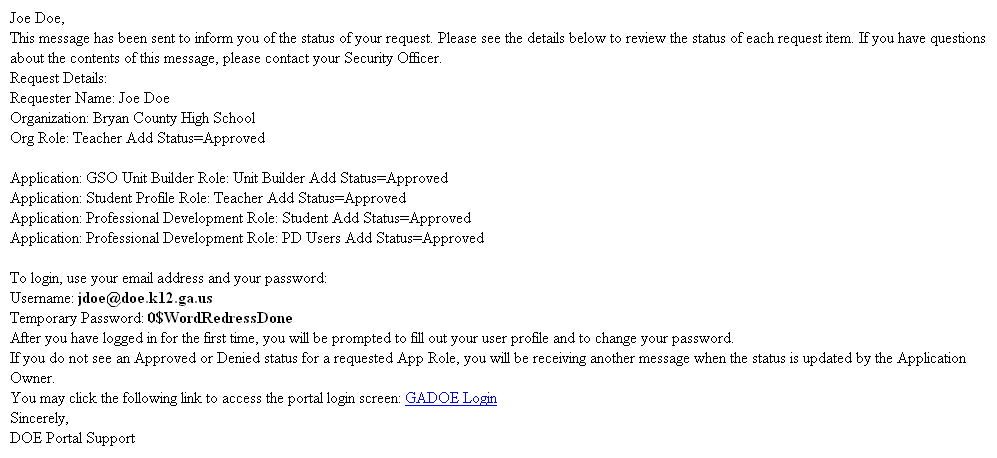 Joe Doe,
This message has been sent to inform you of the status of your request. Please see the details below to review the status of each request item. If you have questions
about the contents of this message, please contact your Security Officer.
Request Details:
Requester Name: Joe Doe
Organization: Bryan County High School
Org Role: Teacher Add Status=Approved
Application: GSO Unit Builder Role: Unit Builder Add Status=Approved
Application: Student Profile Role: Teacher Add Status=Approved
Application: Professional Development Role: Student Add Status=Approved
Application: Professional Development Role: PD Users Add Status=Approved
To login, use your email address and your password:
Username: jdoe@doe.k12.ga.us
Temporary Password: 0$WordRedressDone
After you have logged in for the first time, you will be prompted to fill out your user profile and to change your password.
If you do not see an Approved or Denied status for a requested App Role, you will be receiving another message when the status is updated by the Application
Owner.
You may click the following link to access the portal login screen: GADOE Login
Sincerely,
DOE Portal Support